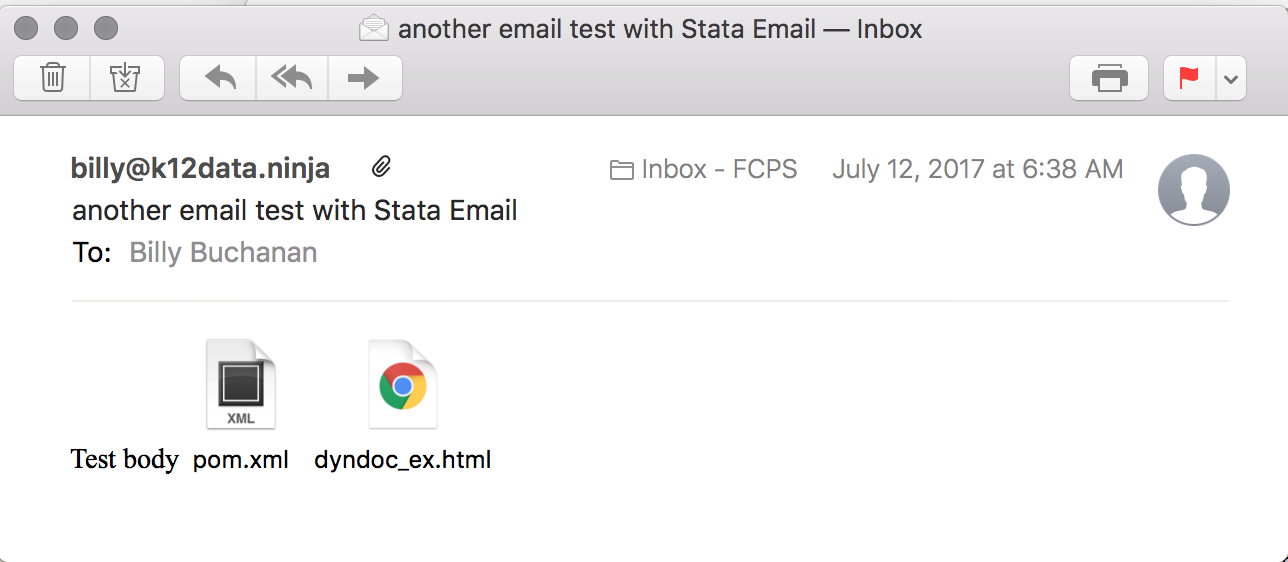 another email test with Stata Email — Inbox
billy@k12data.ninja Inbox - FCPS July 12, 2017 at 6:38 AM
another email test with Stata Email
To: Billy Buchanan
XML
Test body pom.xml dyndoc_ex.html